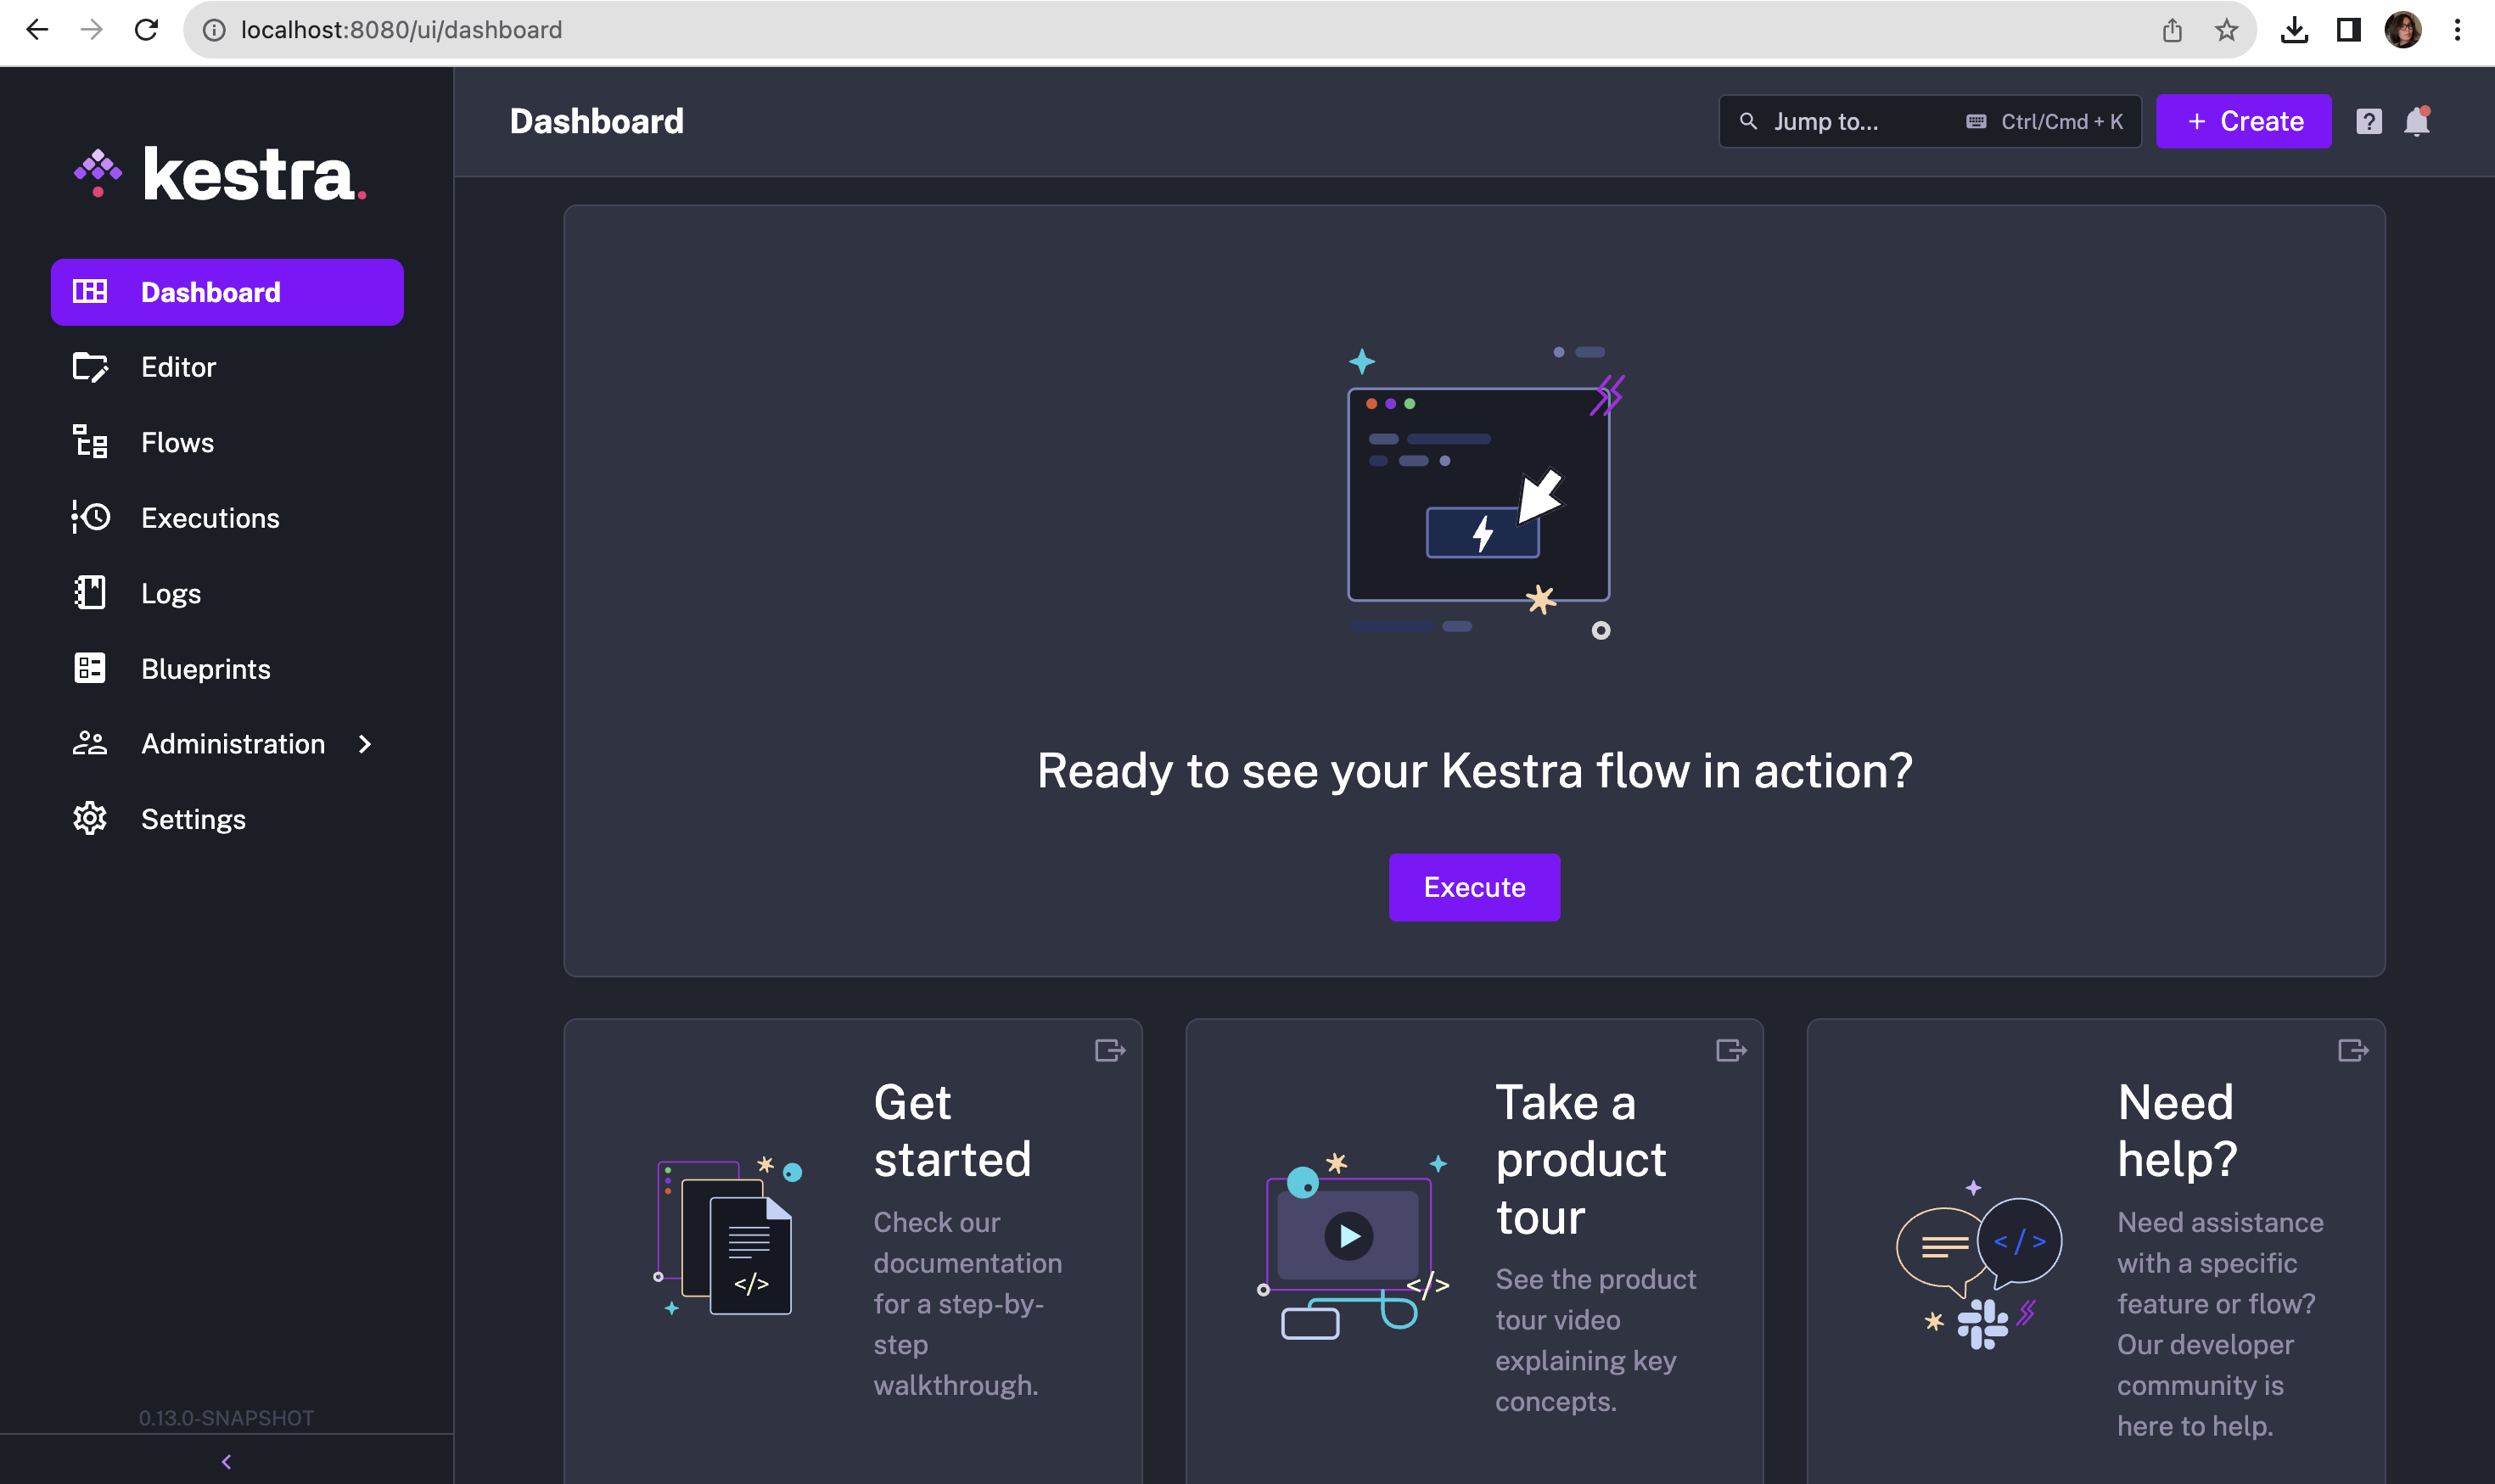 localhost:8080/ui/dashboard
kestra.
Dashboard
Editor
Flows
Executions
Logs
Blueprints
Administration
Settings
0.13.0-SNAPSHOT
Dashboard
Jump to... Ctrl/Cmd + K
+ Create
?
Ready to see your Kestra flow in action?
Execute
Get
started
Check our
documentation
for a step-by-
step
walkthrough.
</>
Take a
product
tour
See the product
tour video
explaining key
concepts.
</>
Need
help?
Need assistance
with a specific
feature or flow?
Our developer
community is
here to help.
</>